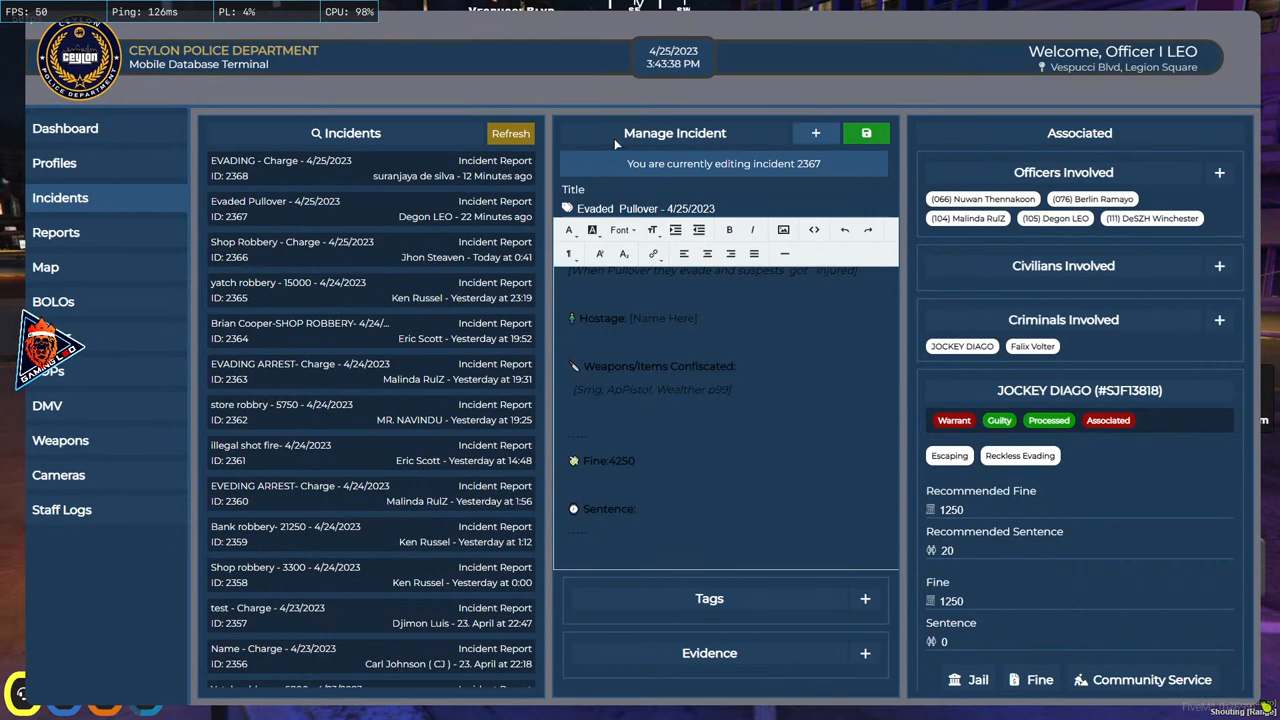 FPS: 50
Ping: 126ms
PL: 4%
CPU: 98%
SE
SW
CEYLON
POLICE DEPARTMENT
CEYLON POLICE DEPARTMENT
Mobile Database Terminal
4/25/2023
3:43:38 PM
Welcome, Officer I LEO
Vespucci Blvd, Legion Square
Dashboard
Profiles
Incidents
Reports
Map
BOLOs
DMV
Weapons
Cameras
Staff Logs
GAMING LEO
Incidents
Refresh
EVADING - Charge - 4/25/2023
Incident Report
ID: 2368
suranjaya de silva - 12 Minutes ago
Evaded Pullover - 4/25/2023
Incident Report
ID: 2367
Degon LEO - 22 Minutes ago
Shop Robbery - Charge - 4/25/2023
Incident Report
ID: 2366
Jhon Steaven - Today at 0:41
yatch robbery - 15000 - 4/24/2023
Incident Report
ID: 2365
Ken Russel - Yesterday at 23:19
Brian Cooper-SHOP ROBBERY- 4/24/...
Incident Report
ID: 2364
Eric Scott - Yesterday at 19:52
EVADING ARREST- Charge - 4/24/2023
Incident Report
ID: 2363
Malinda RulZ - Yesterday at 19:31
store robbry - 5750 - 4/24/2023
Incident Report
ID: 2362
MR. NAVINDU - Yesterday at 19:25
illegal shot fire- 4/24/2023
Incident Report
ID: 2361
Eric Scott - Yesterday at 14:48
EVEDING ARREST- Charge - 4/24/2023
Incident Report
ID: 2360
Malinda RulZ - Yesterday at 1:56
Bank robbery- 21250 - 4/24/2023
Incident Report
ID: 2359
Ken Russel - Yesterday at 1:12
Shop robbery - 3300 - 4/24/2023
Incident Report
ID: 2358
Ken Russel - Yesterday at 0:00
test - Charge - 4/23/2023
Incident Report
ID: 2357
Djimon Luis - 23. April at 22:47
Name - Charge - 4/23/2023
Incident Report
ID: 2356
Carl Johnson ( CJ ) - 23. April at 22:18
Manage Incident
You are currently editing incident 2367
Title
Evaded Pullover - 4/25/2023
Font
[When Pullover they evade and suspects got Injured]
Hostage: [Name Here]
Weapons/Items Confiscated:
[Smg, ApPistol, Wealther p99]
-----
Fine:4250
Sentence:
-----
Tags
Evidence
Associated
Officers Involved
(066) Nuwan Thennakoon
(076) Berlin Ramayo
(104) Malinda RulZ
(105) Degon LEO
(111) DeSZH Winchester
Civilians Involved
Criminals Involved
JOCKEY DIAGO
Falix Volter
JOCKEY DIAGO (#SJF13818)
Warrant
Guilty
Processed
Associated
Escaping
Reckless Evading
Recommended Fine
1250
Recommended Sentence
20
Fine
1250
Sentence
0
Jail
Fine
Community Service
Shouting [Range]